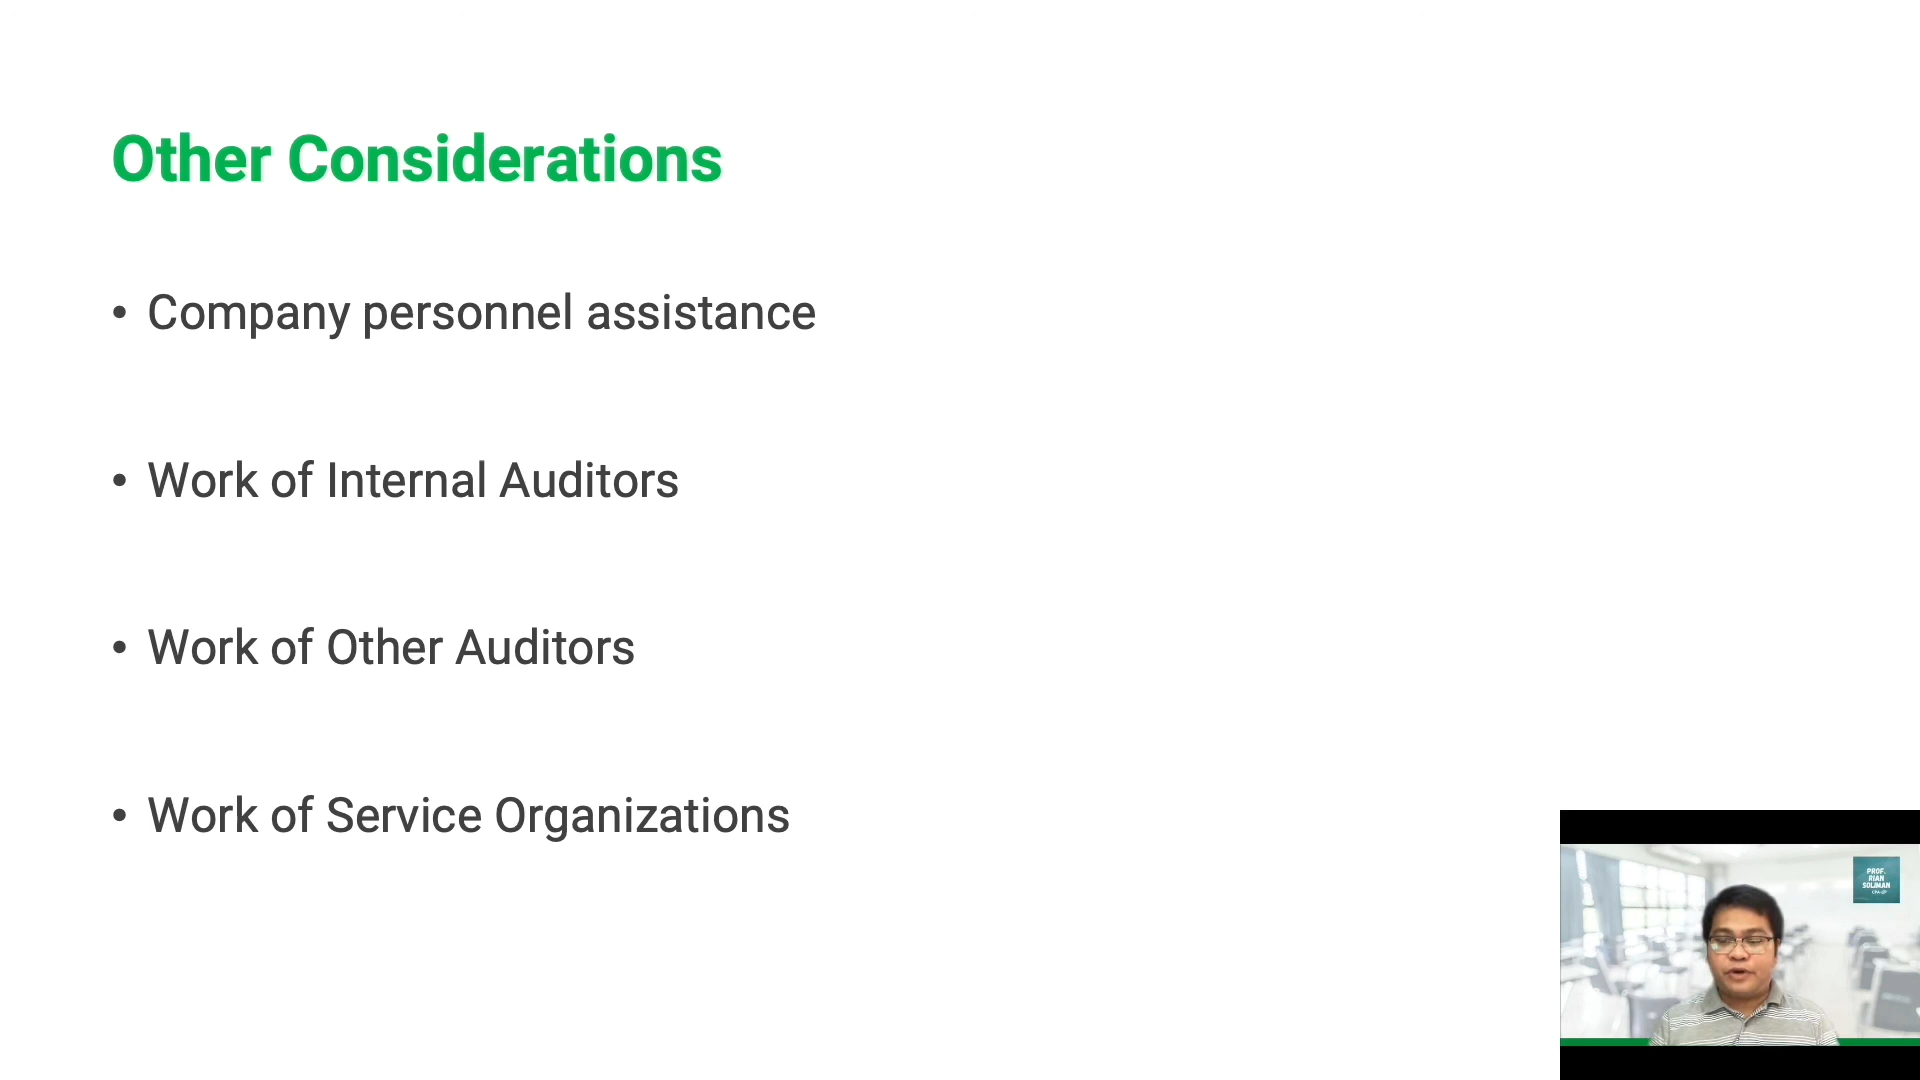 Other Considerations
• Company personnel assistance
• Work of Internal Auditors
• Work of Other Auditors
• Work of Service Organizations
PROF.
RIAN
SOLIMAN